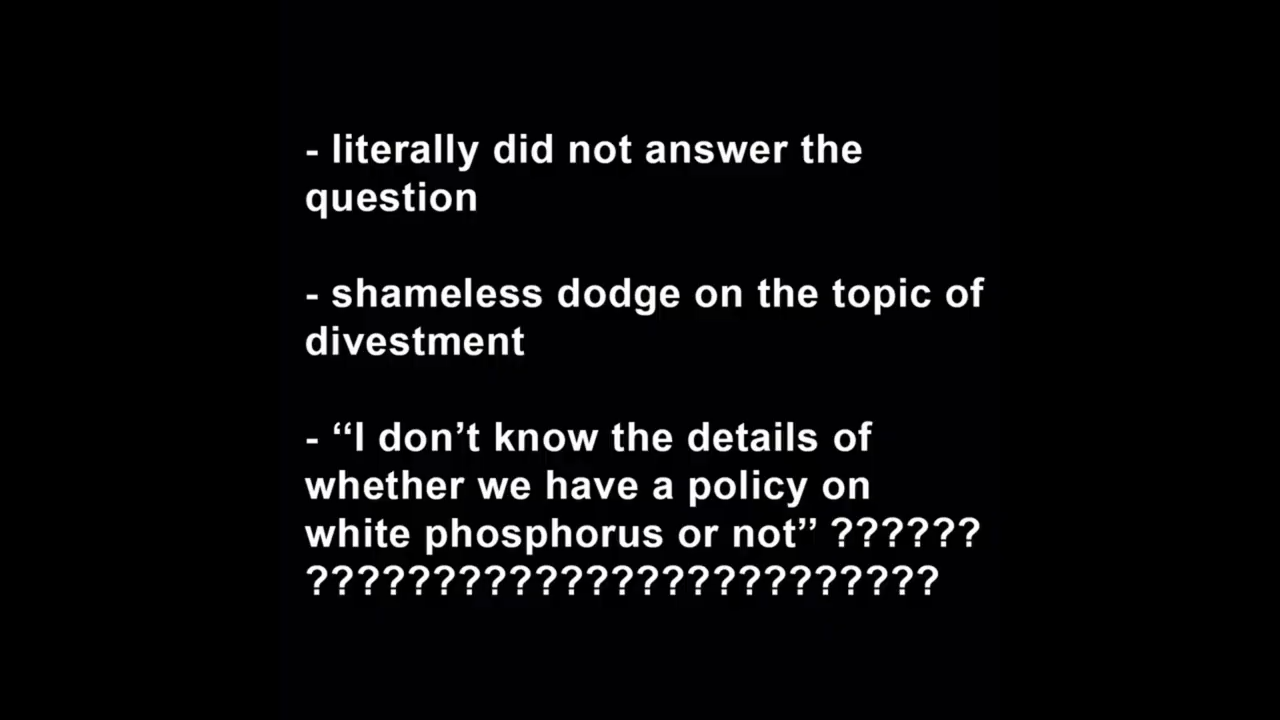 - literally did not answer the
question
- shameless dodge on the topic of
divestment
- “I don’t know the details of
whether we have a policy on
white phosphorus or not” ??????
??????????????????????????